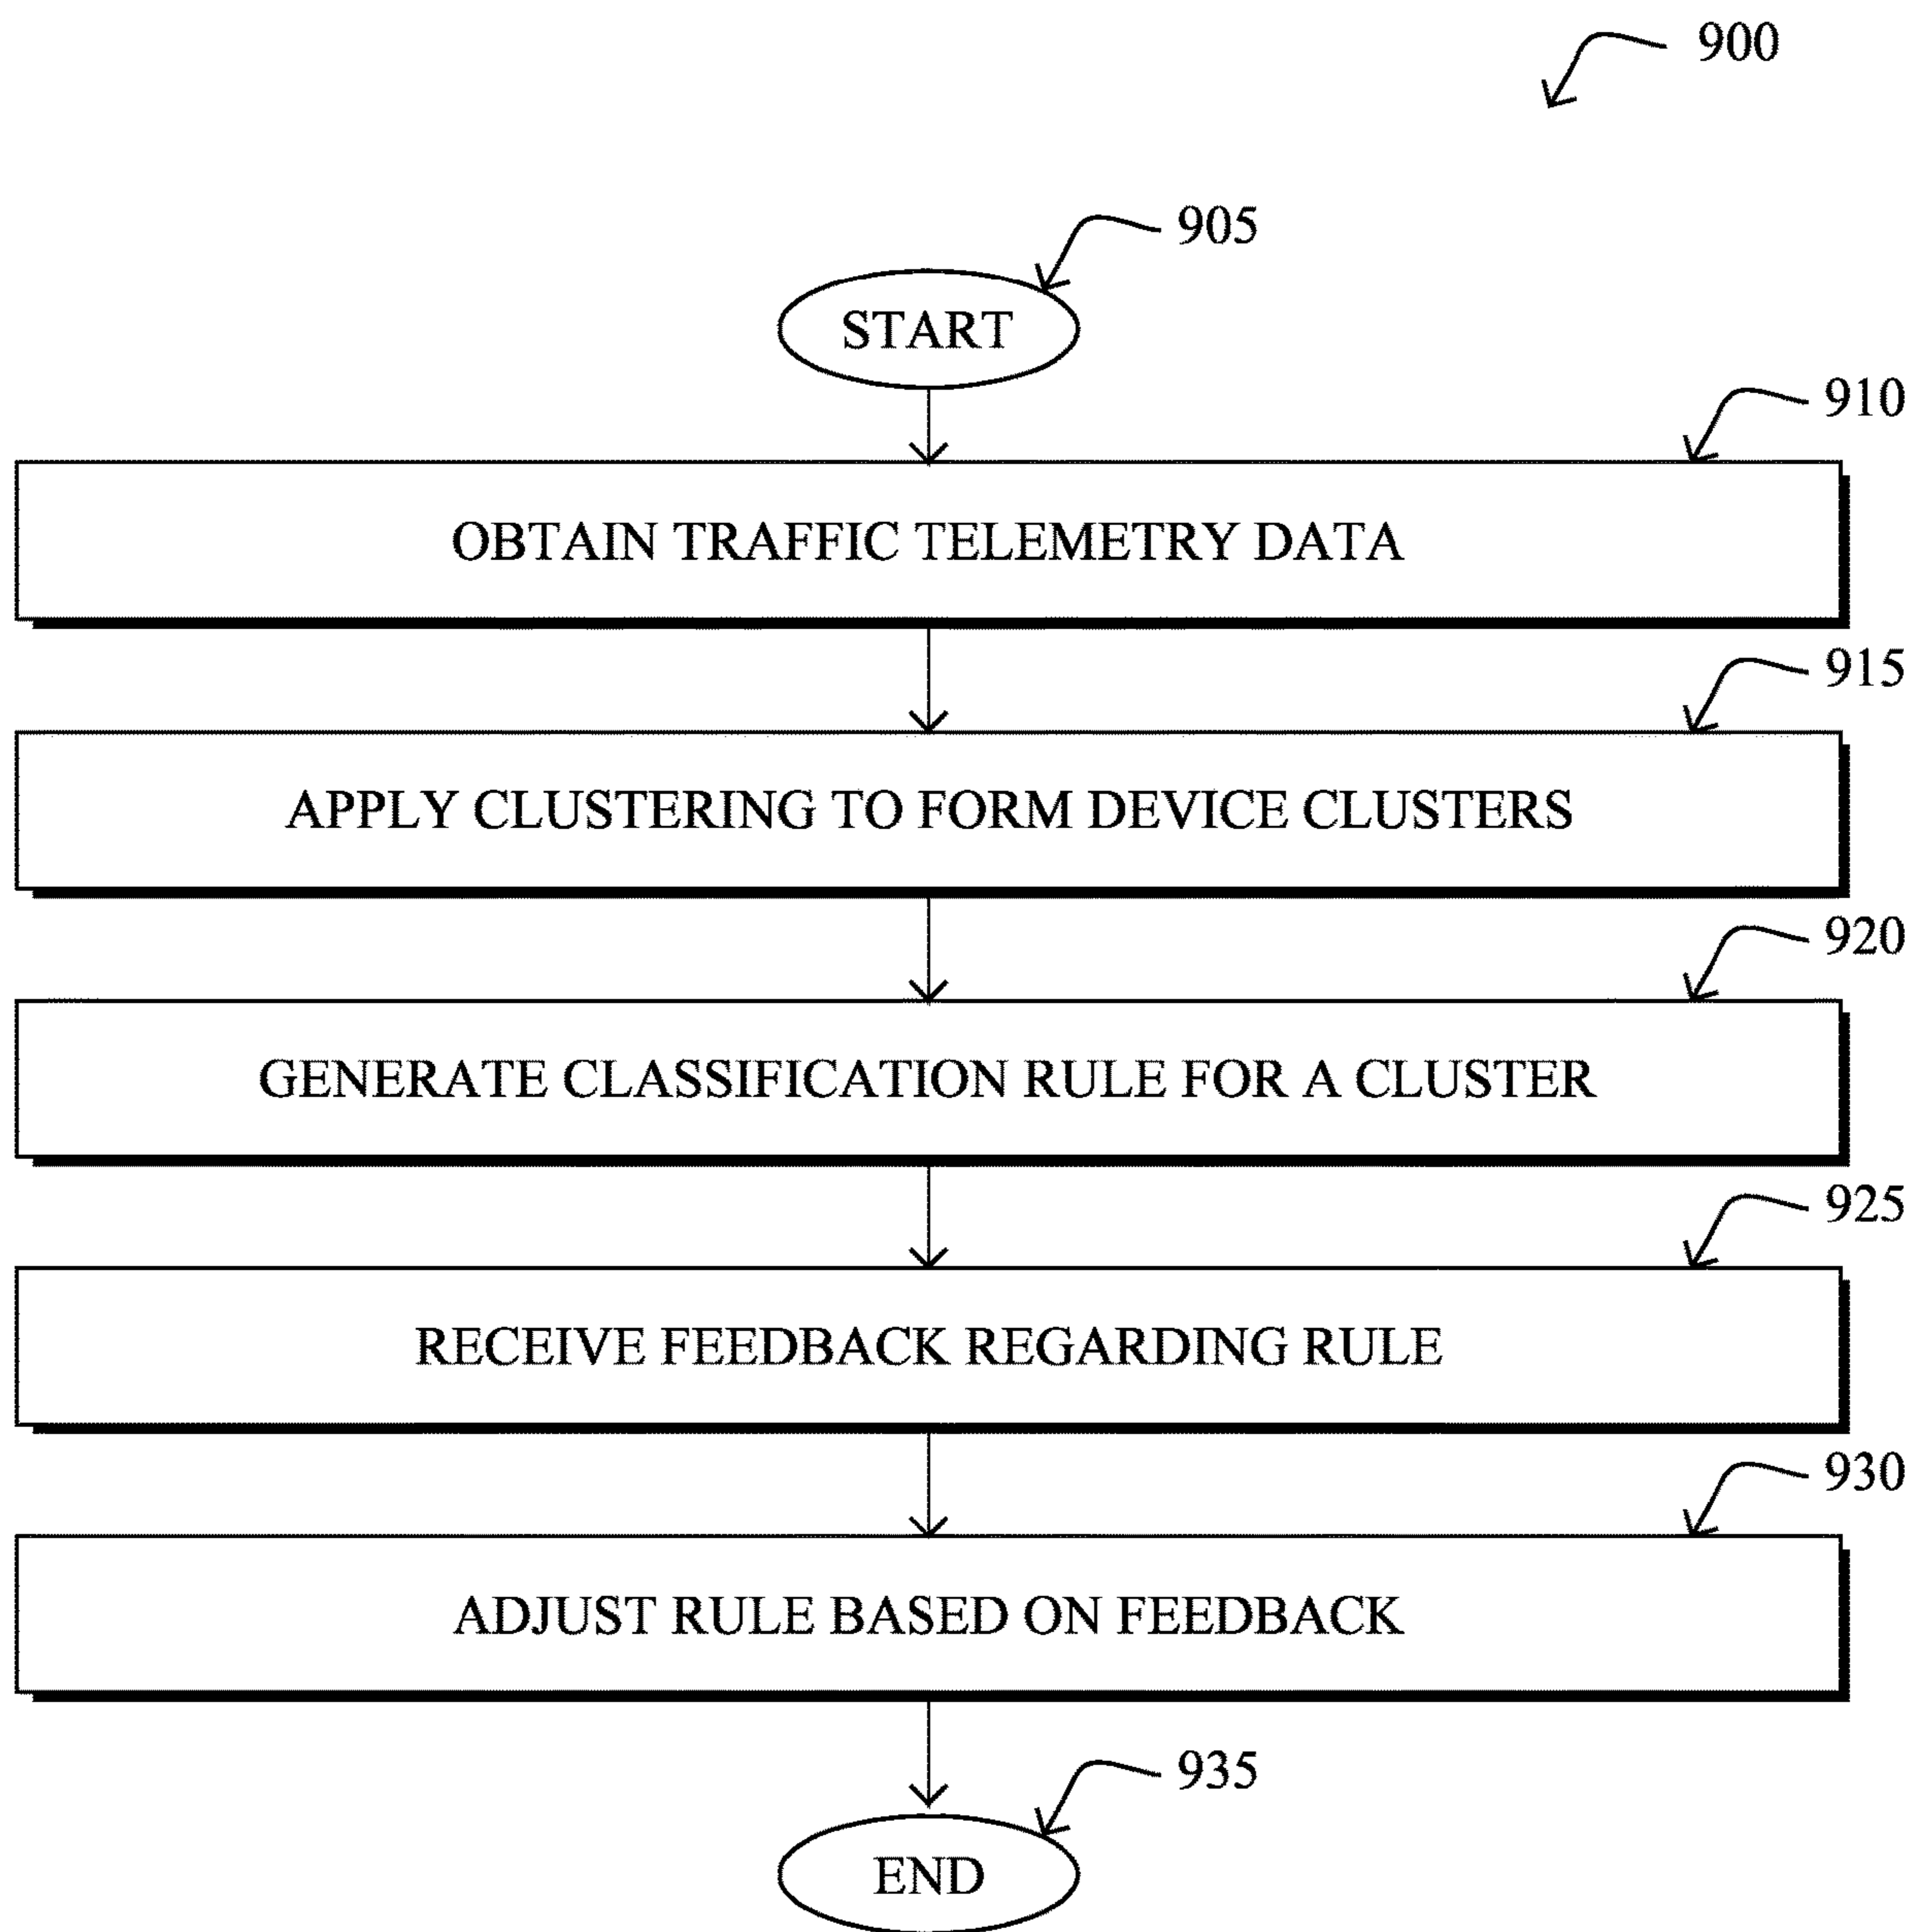 900
905
START
910
OBTAIN TRAFFIC TELEMETRY DATA
915
APPLY CLUSTERING TO FORM DEVICE CLUSTERS
920
GENERATE CLASSIFICATION RULE FOR A CLUSTER
925
RECEIVE FEEDBACK REGARDING RULE
930
ADJUST RULE BASED ON FEEDBACK
935
END